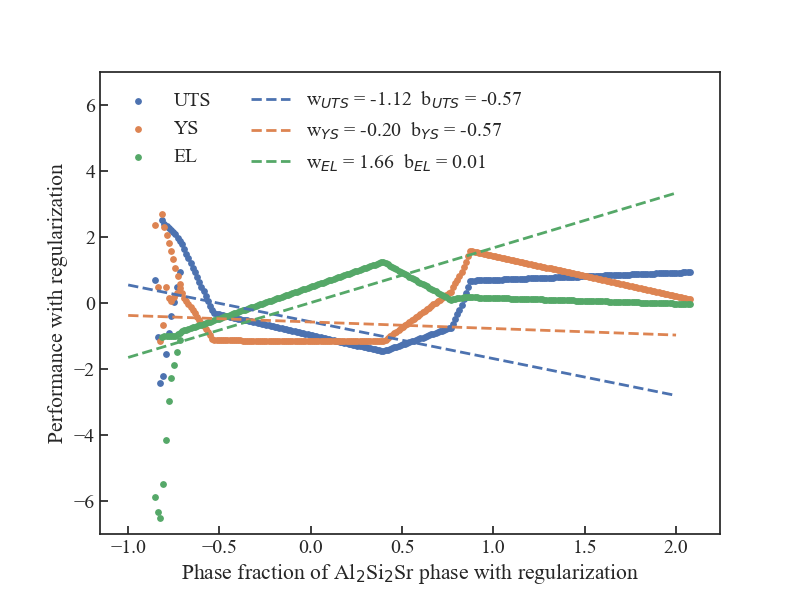 UTS w_UTS = -1.12 b_UTS = -0.57
YS w_YS = -0.20 b_YS = -0.57
EL w_EL = 1.66 b_EL = 0.01
6
4
2
0
−2
−4
−6
Performance with regularization
−1.0 −0.5 0.0 0.5 1.0 1.5 2.0
Phase fraction of Al₂Si₂Sr phase with regularization